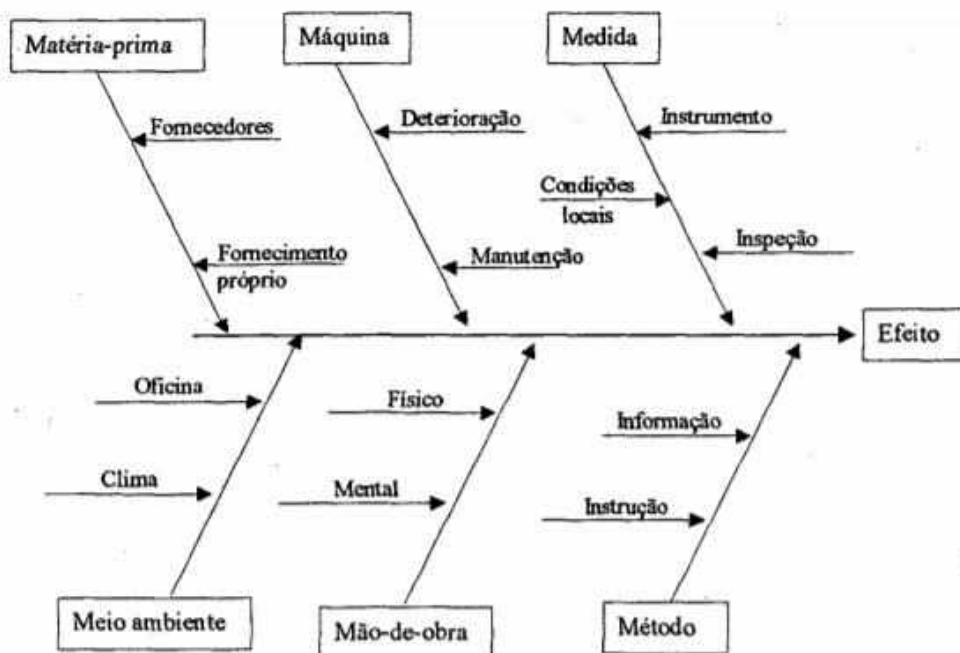 Matéria-prima
Máquina
Medida
Fornecedores
Deterioração
Instrumento
Condições
locais
Fornecimento
próprio
Manutenção
Inspeção
Efeito
Oficina
Físico
Informação
Clima
Mental
Instrução
Meio ambiente
Mão-de-obra
Método